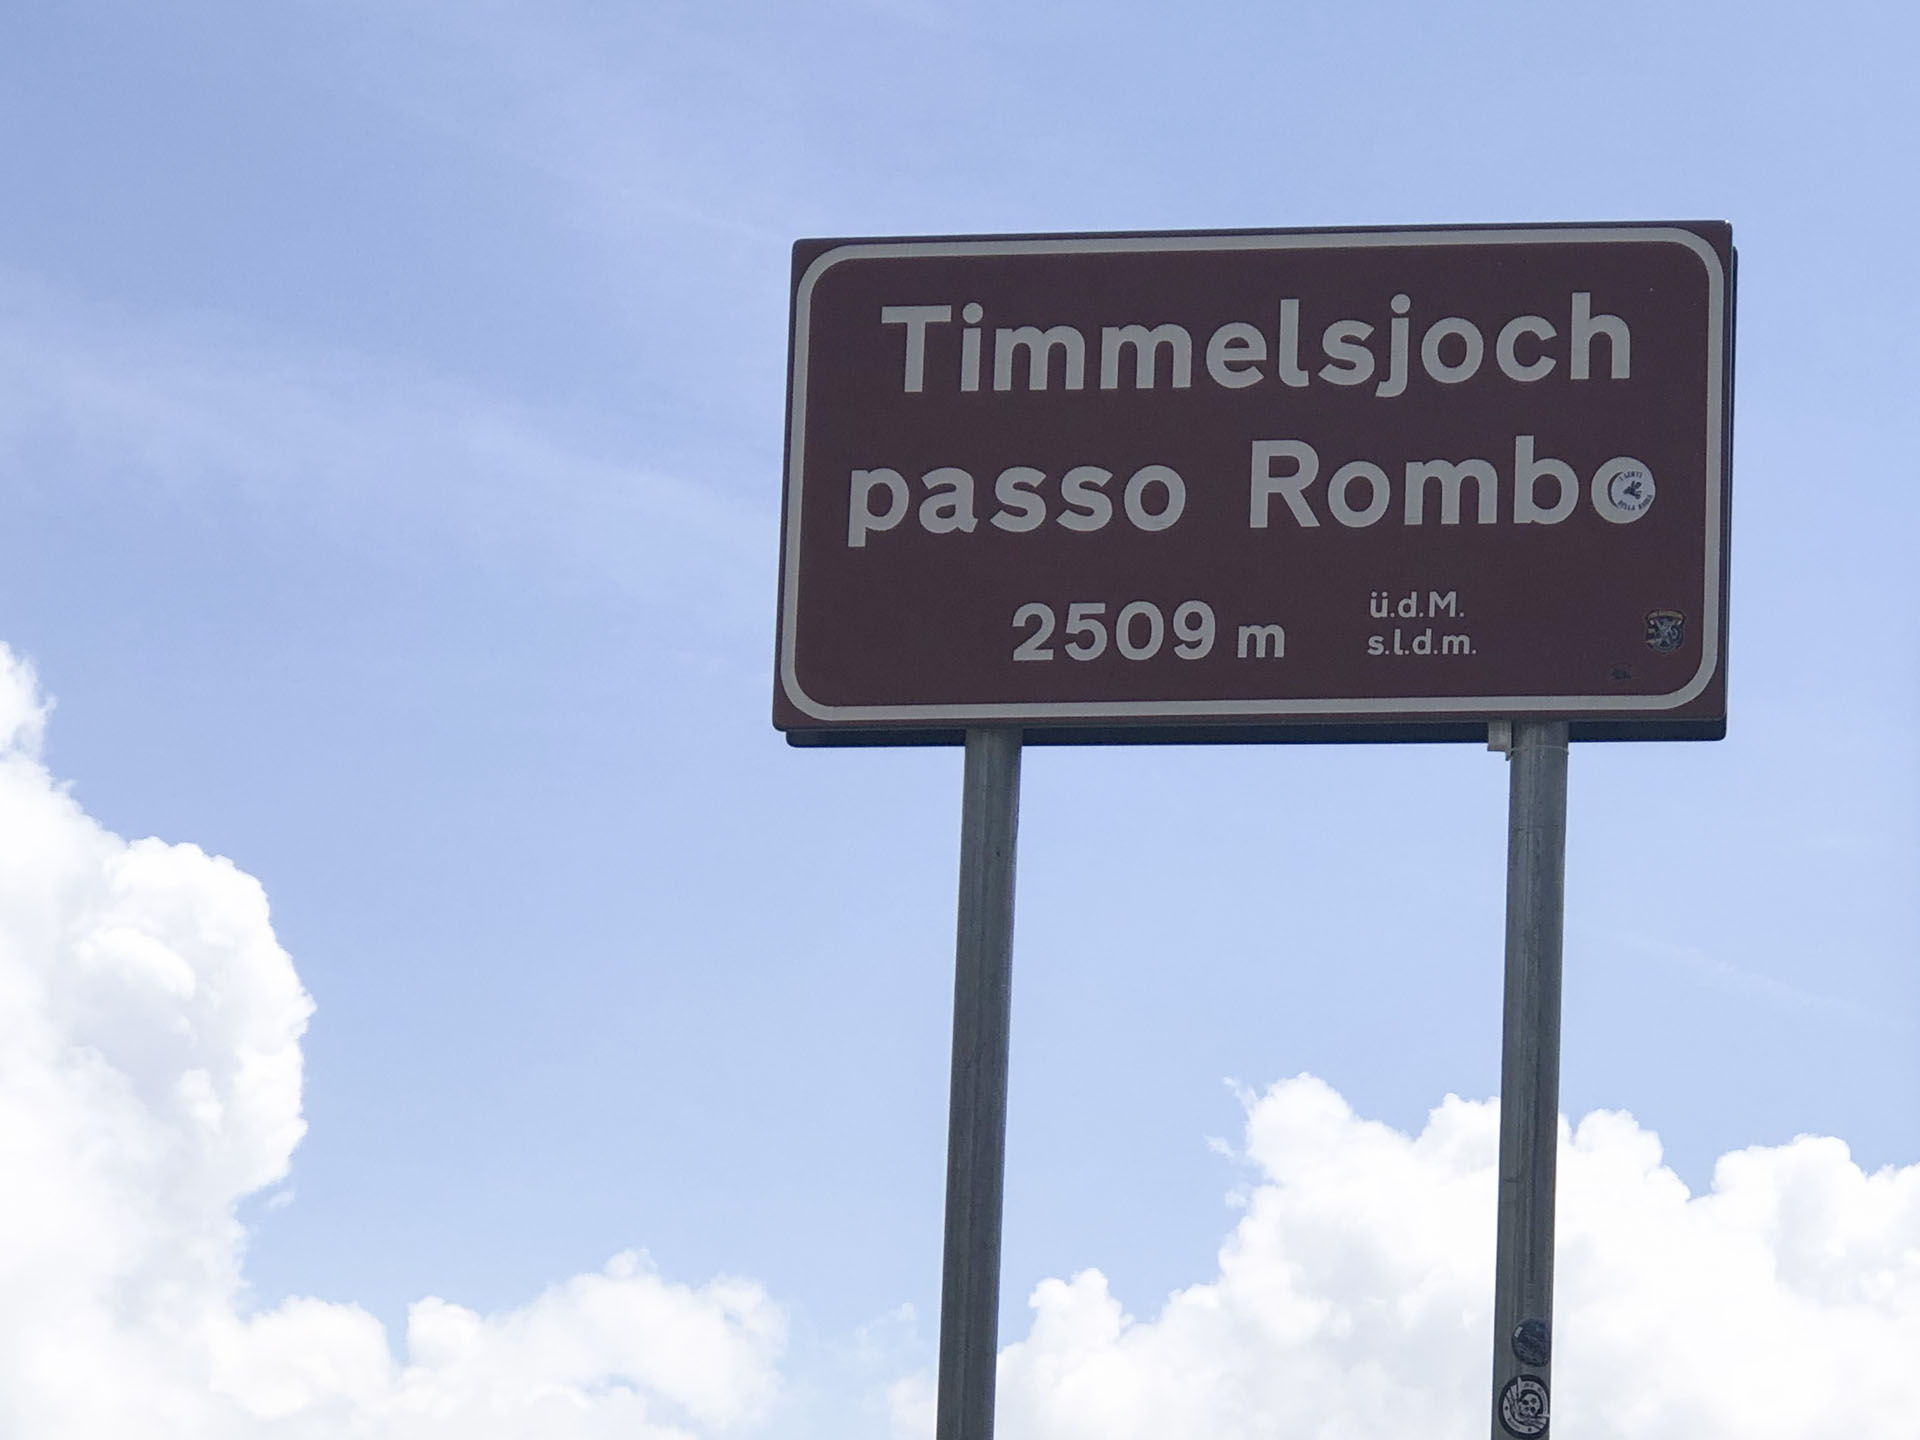 Timmelsjoch
passo Rombo
2509 m
ü.d.M.
s.l.d.m.